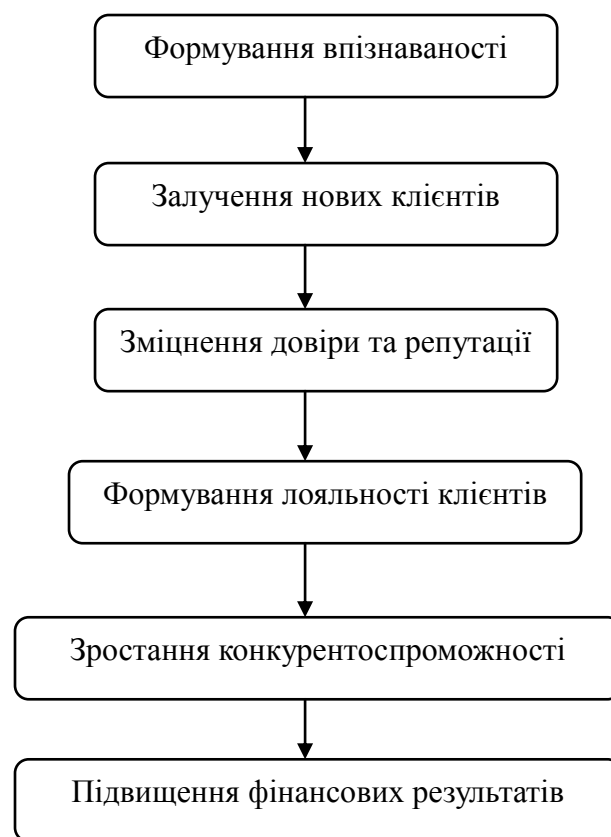 Формування впізнаваності
Залучення нових клієнтів
Зміцнення довіри та репутації
Формування лояльності клієнтів
Зростання конкурентоспроможності
Підвищення фінансових результатів